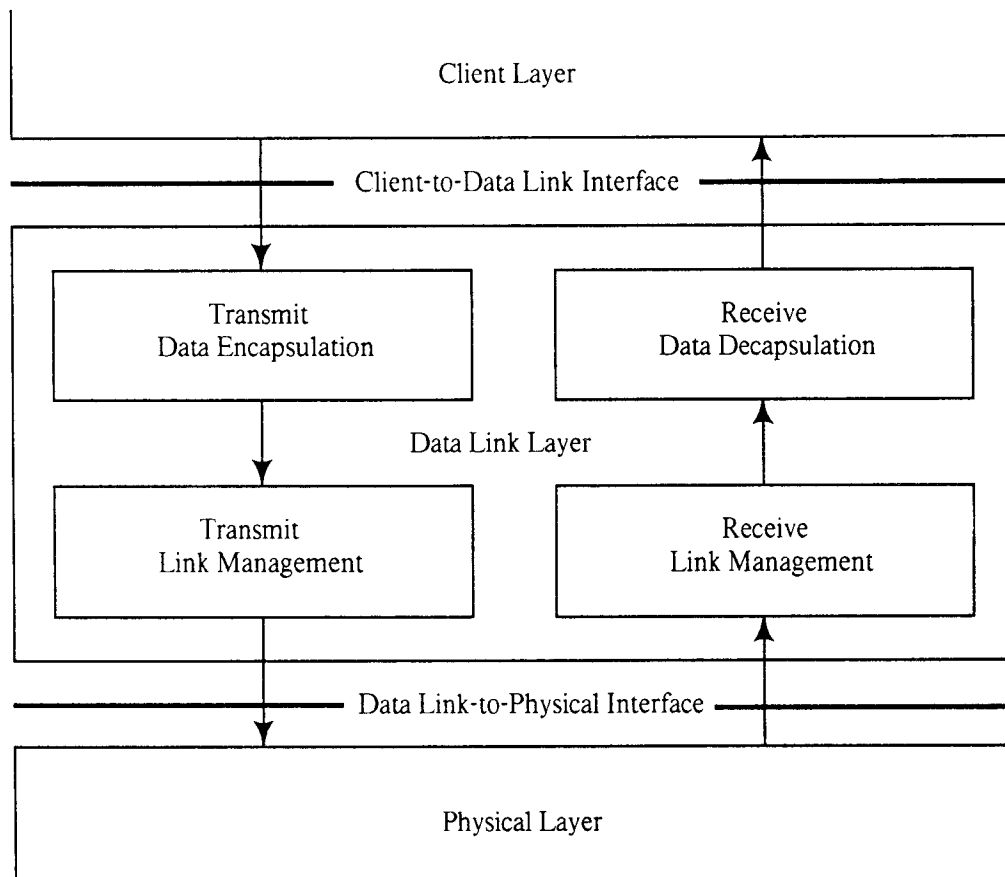 Client Layer
Client-to-Data Link Interface
Transmit
Data Encapsulation
Receive
Data Decapsulation
Data Link Layer
Transmit
Link Management
Receive
Link Management
Data Link-to-Physical Interface
Physical Layer